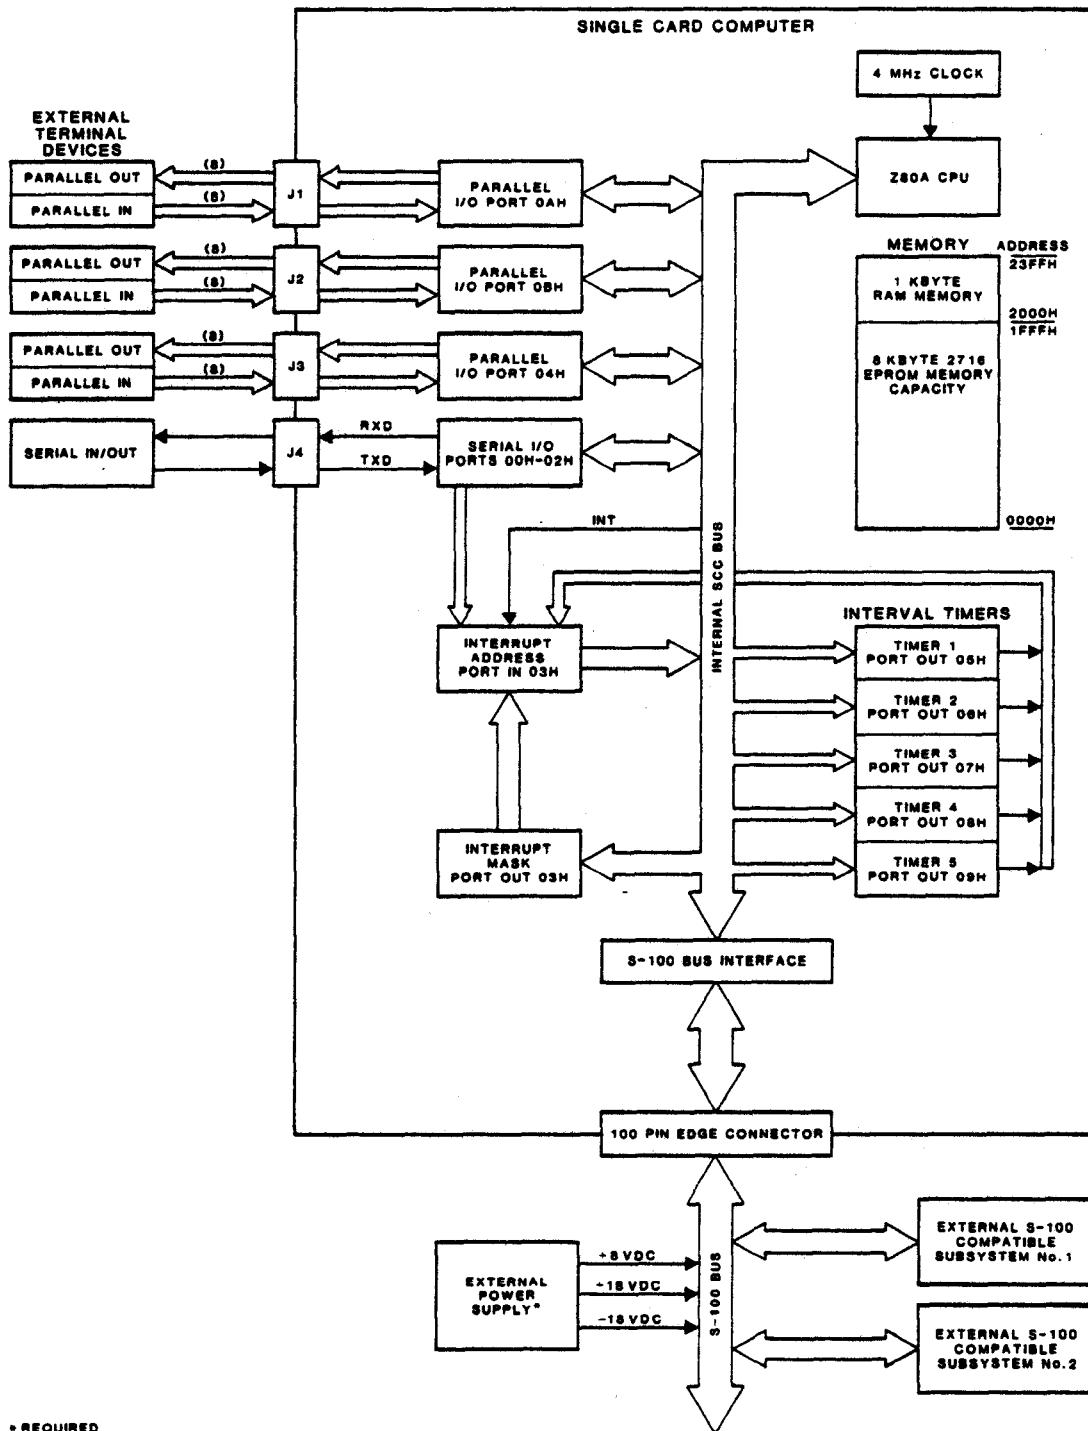 SINGLE CARD COMPUTER
4 MHz CLOCK
Z80A CPU
EXTERNAL
TERMINAL
DEVICES
PARALLEL OUT
(8)
PARALLEL IN
(8)
J1
PARALLEL
I/O PORT 0AH
PARALLEL OUT
(8)
PARALLEL IN
(8)
J2
PARALLEL
I/O PORT 0BH
PARALLEL OUT
(8)
PARALLEL IN
(8)
J3
PARALLEL
I/O PORT 04H
SERIAL IN/OUT
J4
RXD
TXD
SERIAL I/O
PORTS 00H-02H
MEMORY
ADDRESS
23FFH
1 KBYTE
RAM MEMORY
2000H
1FFFH
8 KBYTE 2716
EPROM MEMORY
CAPACITY
0000H
INT
INTERNAL SCC BUS
INTERRUPT
ADDRESS
PORT IN 03H
INTERVAL TIMERS
TIMER 1
PORT OUT 05H
TIMER 2
PORT OUT 06H
TIMER 3
PORT OUT 07H
TIMER 4
PORT OUT 08H
TIMER 5
PORT OUT 09H
INTERRUPT
MASK
PORT OUT 03H
S-100 BUS INTERFACE
100 PIN EDGE CONNECTOR
EXTERNAL
POWER
SUPPLY*
+8 VDC
+18 VDC
-18 VDC
S-100 BUS
EXTERNAL S-100
COMPATIBLE
SUBSYSTEM No.1
EXTERNAL S-100
COMPATIBLE
SUBSYSTEM No.2
* REQUIRED